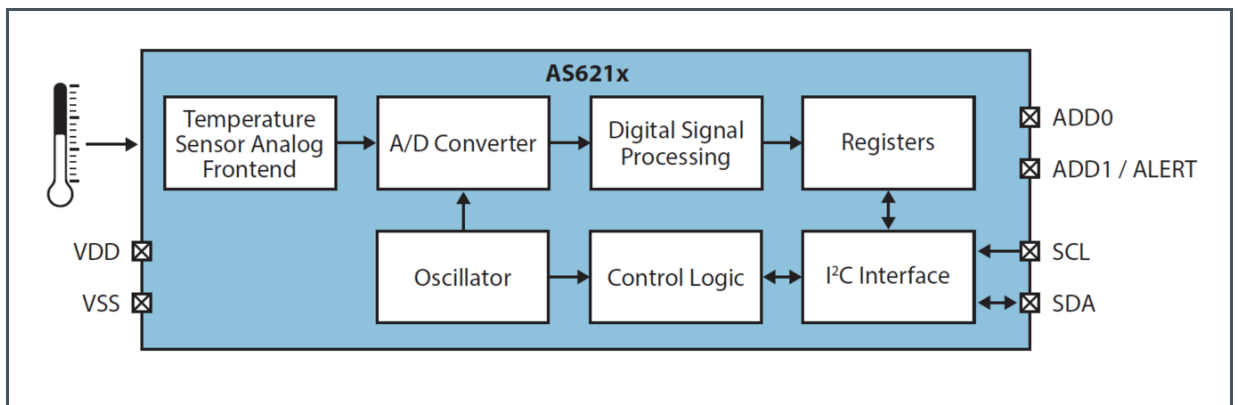 AS621x
Temperature
Sensor Analog
Frontend
A/D Converter
Digital Signal
Processing
Registers
ADD0
ADD1 / ALERT
VDD
VSS
Oscillator
Control Logic
I²C Interface
SCL
SDA